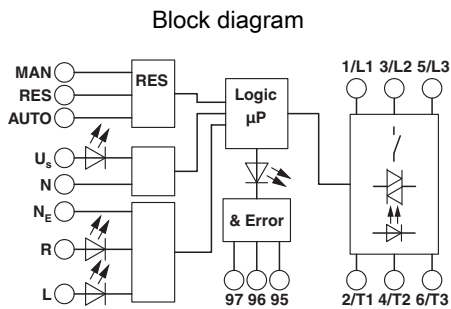 Block diagram
MAN
RES
AUTO
RES
Logic
µP
1/L1 3/L2 5/L3
Us
N
NE
R
L
& Error
97 96 95
2/T1 4/T2 6/T3